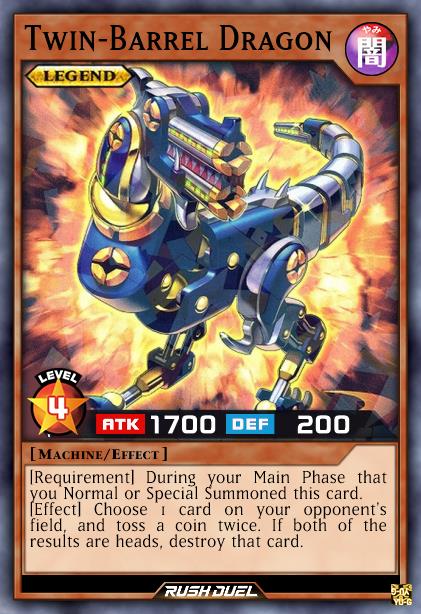 Twin-Barrel Dragon
やみ
闇
LEGEND
LEVEL
4
ATK 1700 DEF 200
[Machine/Effect]
[Requirement] During your Main Phase that
you Normal or Special Summoned this card.
[Effect] Choose 1 card on your opponent's
field, and toss a coin twice. If both of the
results are heads, destroy that card.
RUSH DUEL